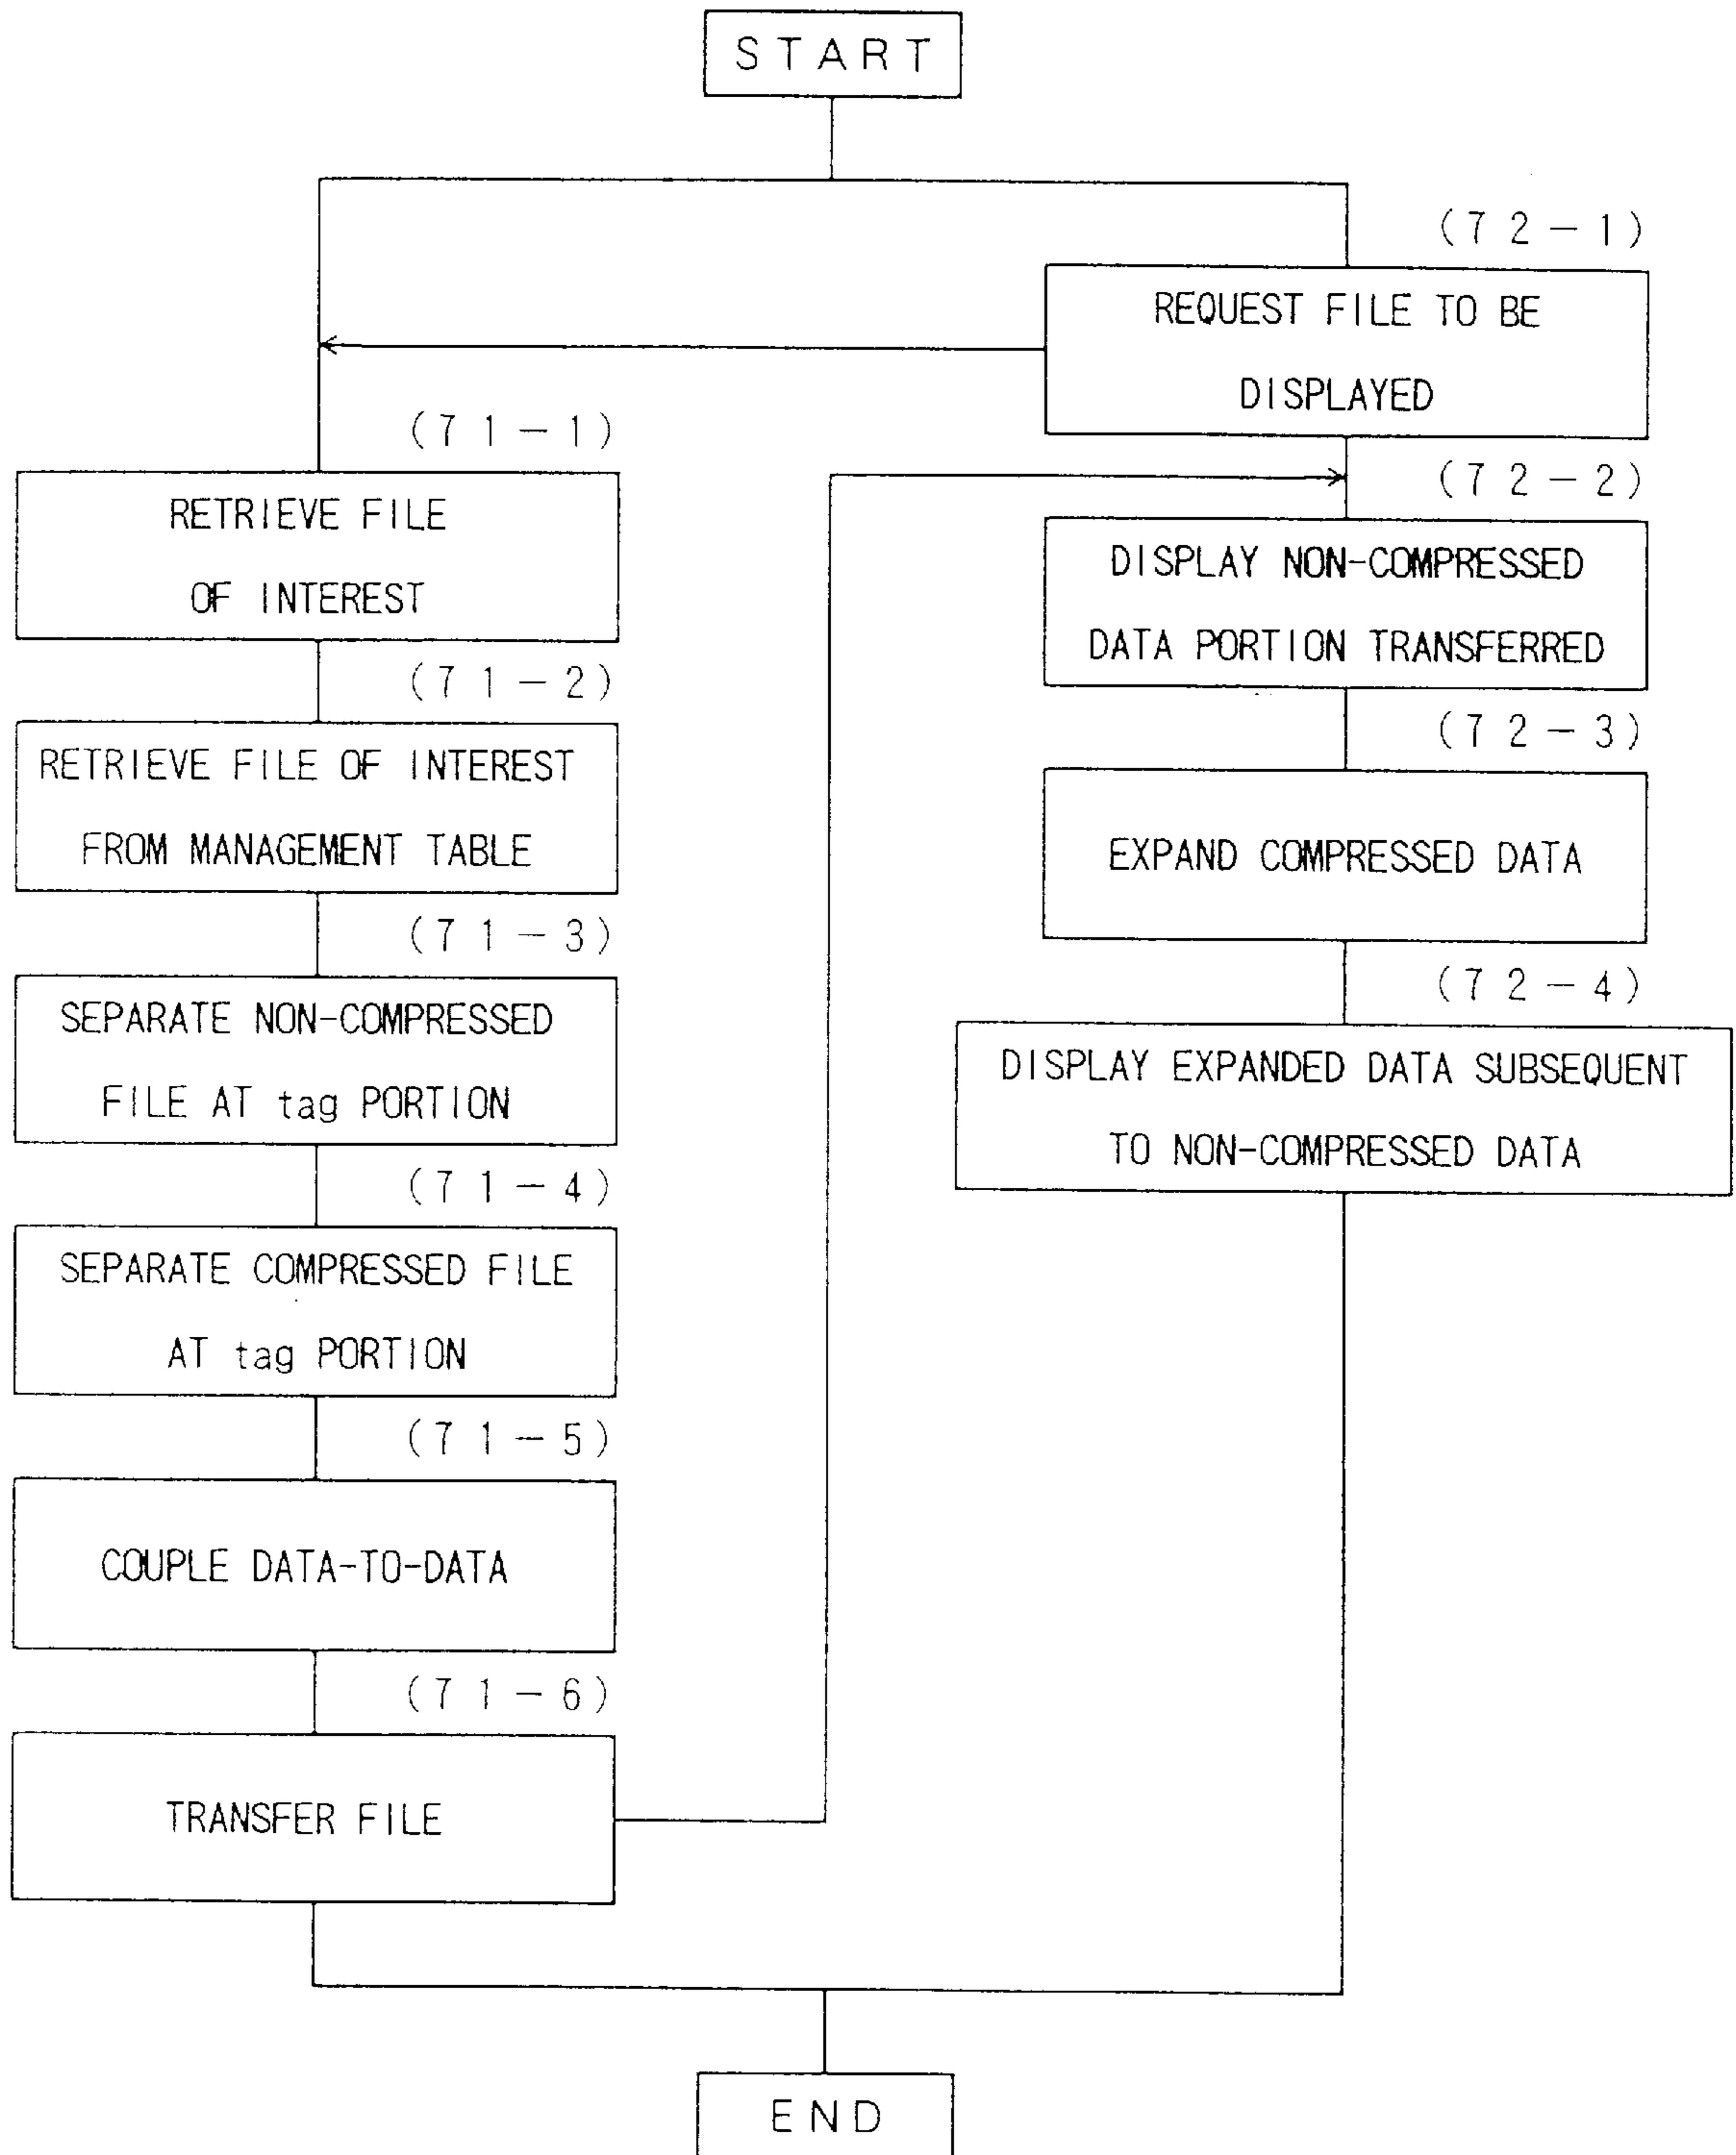 START
(72-1)
REQUEST FILE TO BE
DISPLAYED
(71-1)
RETRIEVE FILE
OF INTEREST
(71-2)
RETRIEVE FILE OF INTEREST
FROM MANAGEMENT TABLE
(71-3)
SEPARATE NON-COMPRESSED
FILE AT tag PORTION
(71-4)
SEPARATE COMPRESSED FILE
AT tag PORTION
(71-5)
COUPLE DATA-TO-DATA
(71-6)
TRANSFER FILE
(72-2)
DISPLAY NON-COMPRESSED
DATA PORTION TRANSFERRED
(72-3)
EXPAND COMPRESSED DATA
(72-4)
DISPLAY EXPANDED DATA SUBSEQUENT
TO NON-COMPRESSED DATA
END